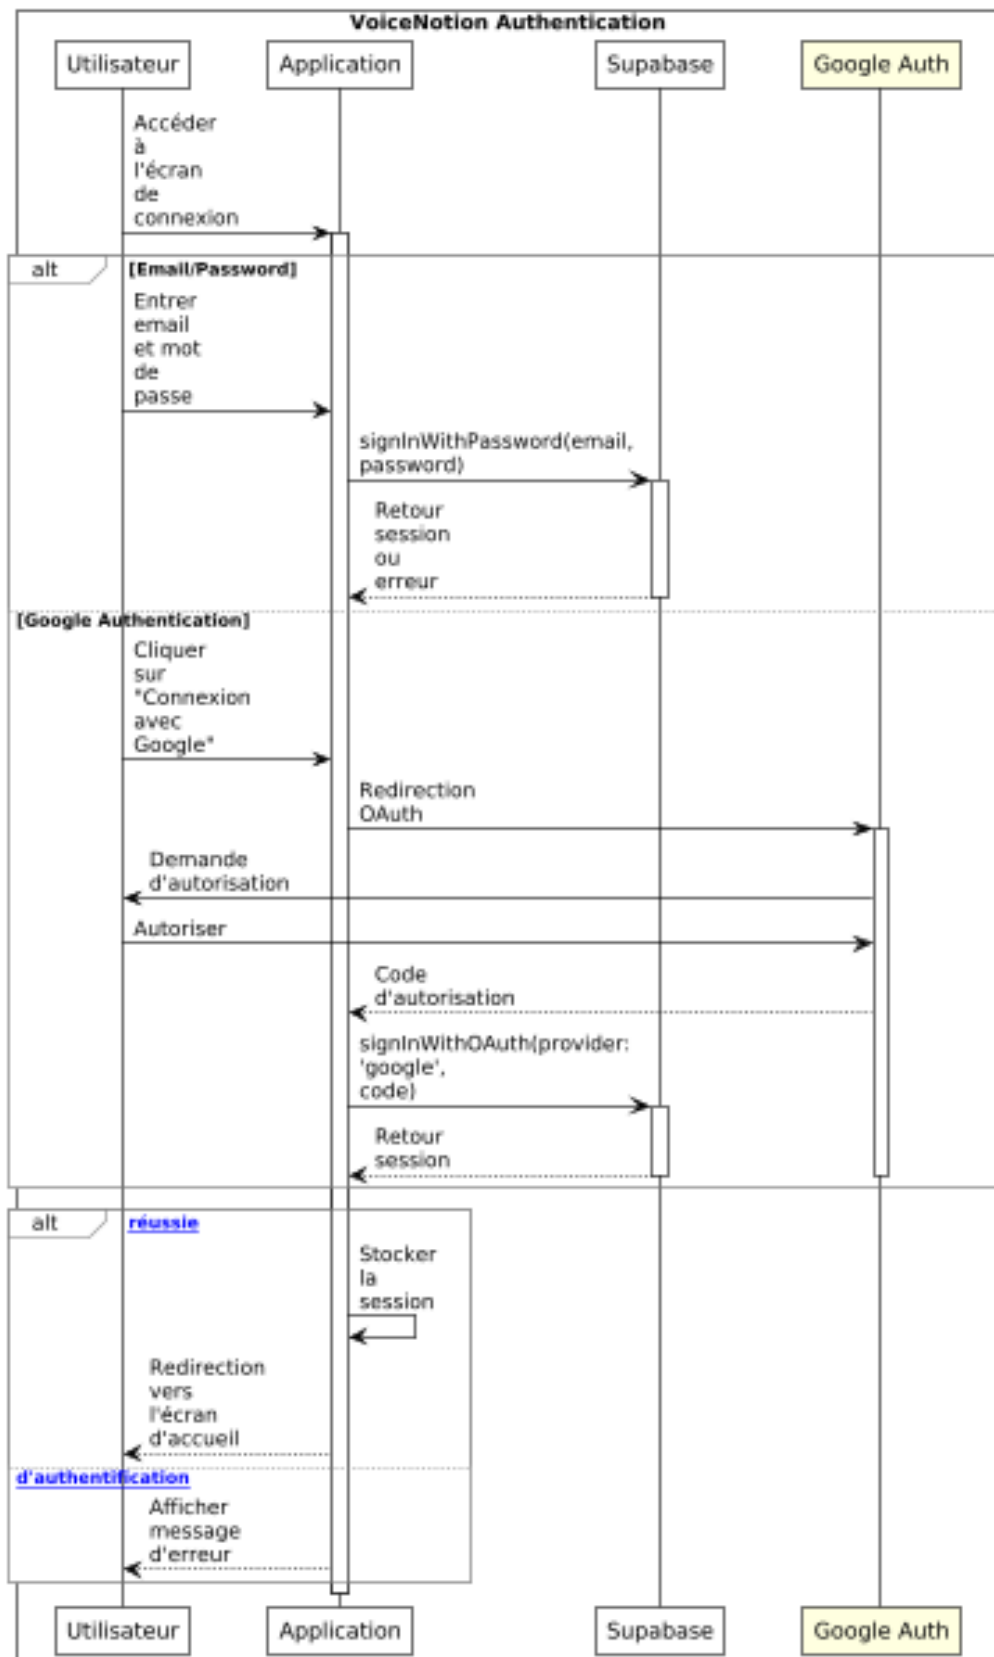 VoiceNotion Authentication
Utilisateur
Application
Supabase
Google Auth
Accéder
à
l'écran
de
connexion
alt
[Email/Password]
Entrer
email
et mot
de
passe
signInWithPassword(email,
password)
Retour
session
ou
erreur
[Google Authentication]
Cliquer
sur
"Connexion
avec
Google"
Redirection
OAuth
Demande
d'autorisation
Autoriser
Code
d'autorisation
signInWithOAuth(provider:
'google',
code)
Retour
session
alt
réussie
Stocker
la
session
Redirection
vers
l'écran
d'accueil
d'authentification
Afficher
message
d'erreur
Utilisateur
Application
Supabase
Google Auth